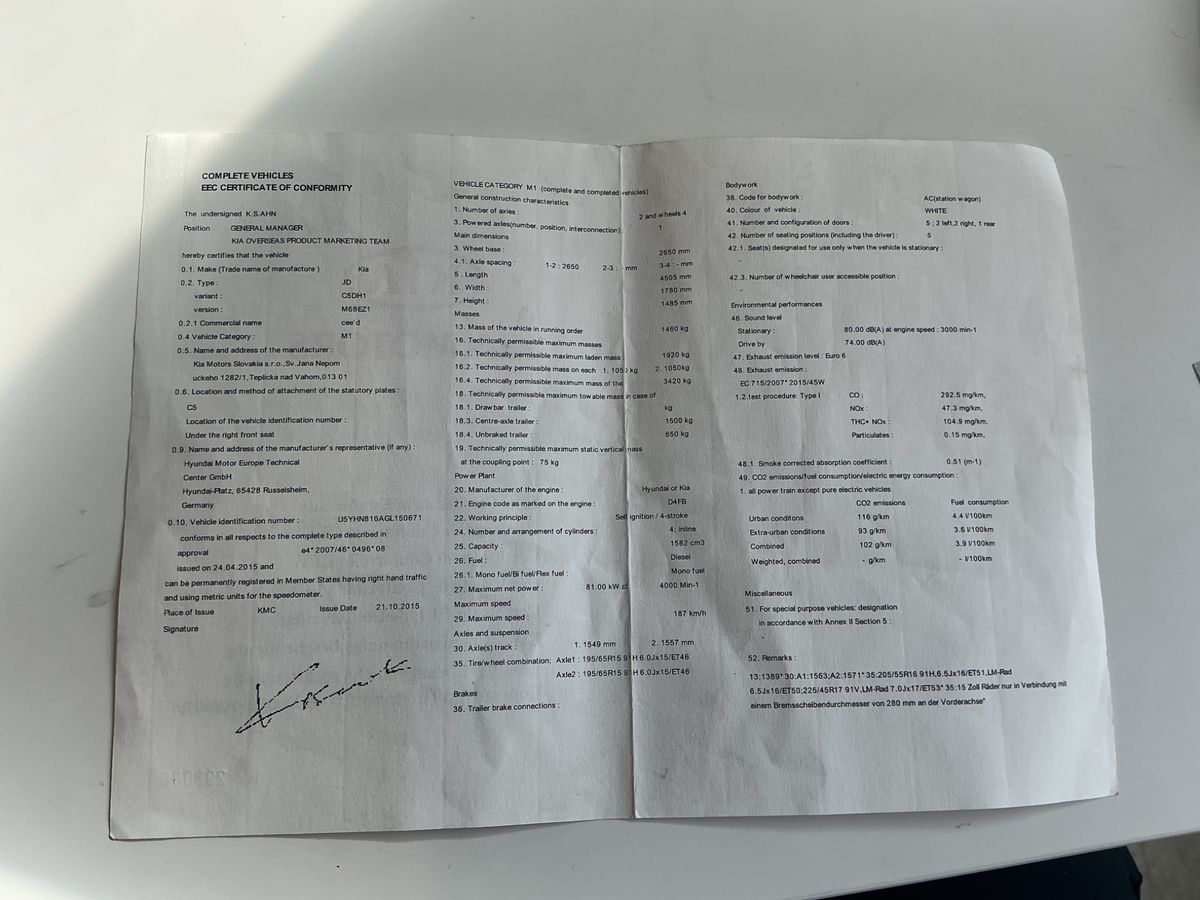 COMPLETE VEHICLES
EEC CERTIFICATE OF CONFORMITY
The undersigned K.S.AHN
Position GENERAL MANAGER
KIA OVERSEAS PRODUCT MARKETING TEAM
hereby certifies that the vehicle
0.1. Make (Trade name of manufacture) Kia
0.2. Type : JD
variant : C5DH1
version : M68EZ1
0.2.1 Commercial name cee'd
0.4 Vehicle Category : M1
0.5. Name and address of the manufacturer :
Kia Motors Slovakia s.r.o.,Sv.Jana Nepom
uckeho 1282/1,Teplicka nad Vahom,013 01
0.6. Location and method of attachment of the statutory plates :
C5
Location of the vehicle identification number :
Under the right front seat
0.9. Name and address of the manufacturer's representative (if any) :
Hyundai Motor Europe Technical
Center GmbH
Hyundai-Platz, 65428 Russelsheim,
Germany
0.10. Vehicle identification number : U5YHN816AGL150671
conforms in all respects to the complete type described in
approval e4*2007/46*0496*08
issued on 24.04.2015 and
can be permanently registered in Member States having right hand traffic
and using metric units for the speedometer.
Place of Issue KMC Issue Date 21.10.2015
Signature
VEHICLE CATEGORY M1 (complete and completed vehicles)
General construction characteristics
1. Number of axles : 2 and wheels 4
3. Powered axles(number, position, interconnection) : 1
Main dimensions
3. Wheel base : 2650 mm
4.1. Axle spacing : 1-2 : 2650 2-3 : - mm 3-4 : - mm
5 . Length 4505 mm
6. Width : 1780 mm
7. Height : 1485 mm
Masses
13. Mass of the vehicle in running order 1460 kg
16. Technically permissible maximum masses
16.1. Technically permissible maximum laden mass 1920 kg
16.2. Technically permissible mass on each 1. 1050 kg 2. 1050kg
16.4. Technically permissible maximum mass of the 3420 kg
18. Technically permissible maximum towable mass in case of
18.1. Drawbar trailer : kg
18.3. Centre-axle trailer : 1500 kg
18.4. Unbraked trailer : 650 kg
19. Technically permissible maximum static vertical mass
at the coupling point : 75 kg
Power Plant
20. Manufacturer of the engine : Hyundai or Kia
21. Engine code as marked on the engine : D4FB
22. Working principle : Self ignition / 4-stroke
24. Number and arrangement of cylinders : 4; inline
25. Capacity : 1582 cm3
26. Fuel : Diesel
26.1. Mono fuel/Bi fuel/Flex fuel : Mono fuel
27. Maximum net power : 81.00 kW at 4000 Min-1
Maximum speed
29. Maximum speed : 187 km/h
Axles and suspension
30. Axle(s) track : 1. 1549 mm 2. 1557 mm
35. Tire/wheel combination: Axle1 : 195/65R15 91H 6.0Jx15/ET46
Axle2 : 195/65R15 91H 6.0Jx15/ET46
Brakes
36. Trailer brake connections :
Bodywork
38. Code for bodywork : AC(station wagon)
40. Colour of vehicle : WHITE
41. Number and configuration of doors : 5 ; 2 left,2 right, 1 rear
42. Number of seating positions (including the driver) : 5
42.1. Seat(s) designated for use only when the vehicle is stationary :
-
42.3. Number of wheelchair user accessible position :
-
Environmental performances
46. Sound level
Stationary : 80.00 dB(A) at engine speed : 3000 min-1
Drive by 74.00 dB(A)
47. Exhaust emission level : Euro 6
48. Exhaust emission :
EC 715/2007*2015/45W
1.2.test procedure: Type I CO : 292.5 mg/km,
NOx : 47.3 mg/km,
THC+ NOx : 104.9 mg/km,
Particulates : 0.15 mg/km,
48.1. Smoke corrected absorption coefficient : 0.51 (m-1)
49. CO2 emissions/fuel consumption/electric energy consumption :
1. all power train except pure electric vehicles
CO2 emissions Fuel consumption
Urban conditons 116 g/km 4.4 l/100km
Extra-urban conditions 93 g/km 3.6 l/100km
Combined 102 g/km 3.9 l/100km
Weighted, combined - g/km - l/100km
Miscellaneous
51. For special purpose vehicles: designation
in accordance with Annex II Section 5 :
-
52. Remarks :
13:1389*30:A1:1563;A2:1571*35:205/55R16 91H,6.5Jx16/ET51,LM-Rad
6.5Jx16/ET50;225/45R17 91V,LM-Rad 7.0Jx17/ET53*35:15 Zoll Räder nur in Verbindung mit
einem Bremsscheibendurchmesser von 280 mm an der Vorderachse*